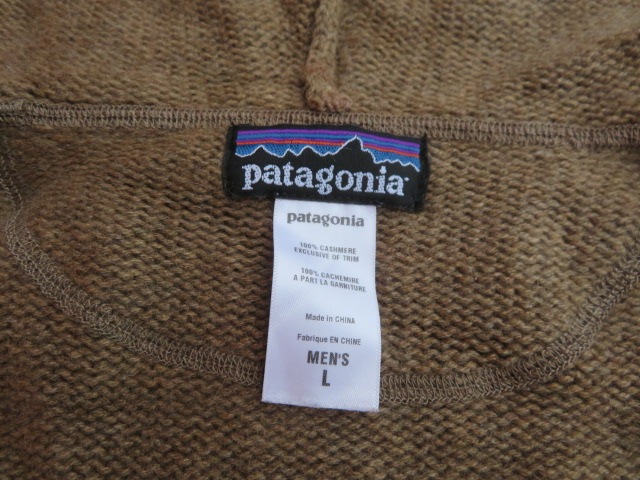 patagonia
patagonia
100% CASHMERE
EXCLUSIVE OF TRIM
100% CACHEMIRE
A PART LA GARNITURE
Made in CHINA
Fabriqué EN CHINE
MEN'S
L